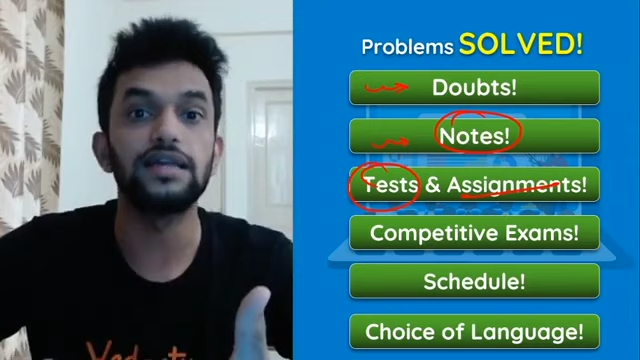 Problems SOLVED!
Doubts!
Notes!
Tests & Assignments!
Competitive Exams!
Schedule!
Choice of Language!